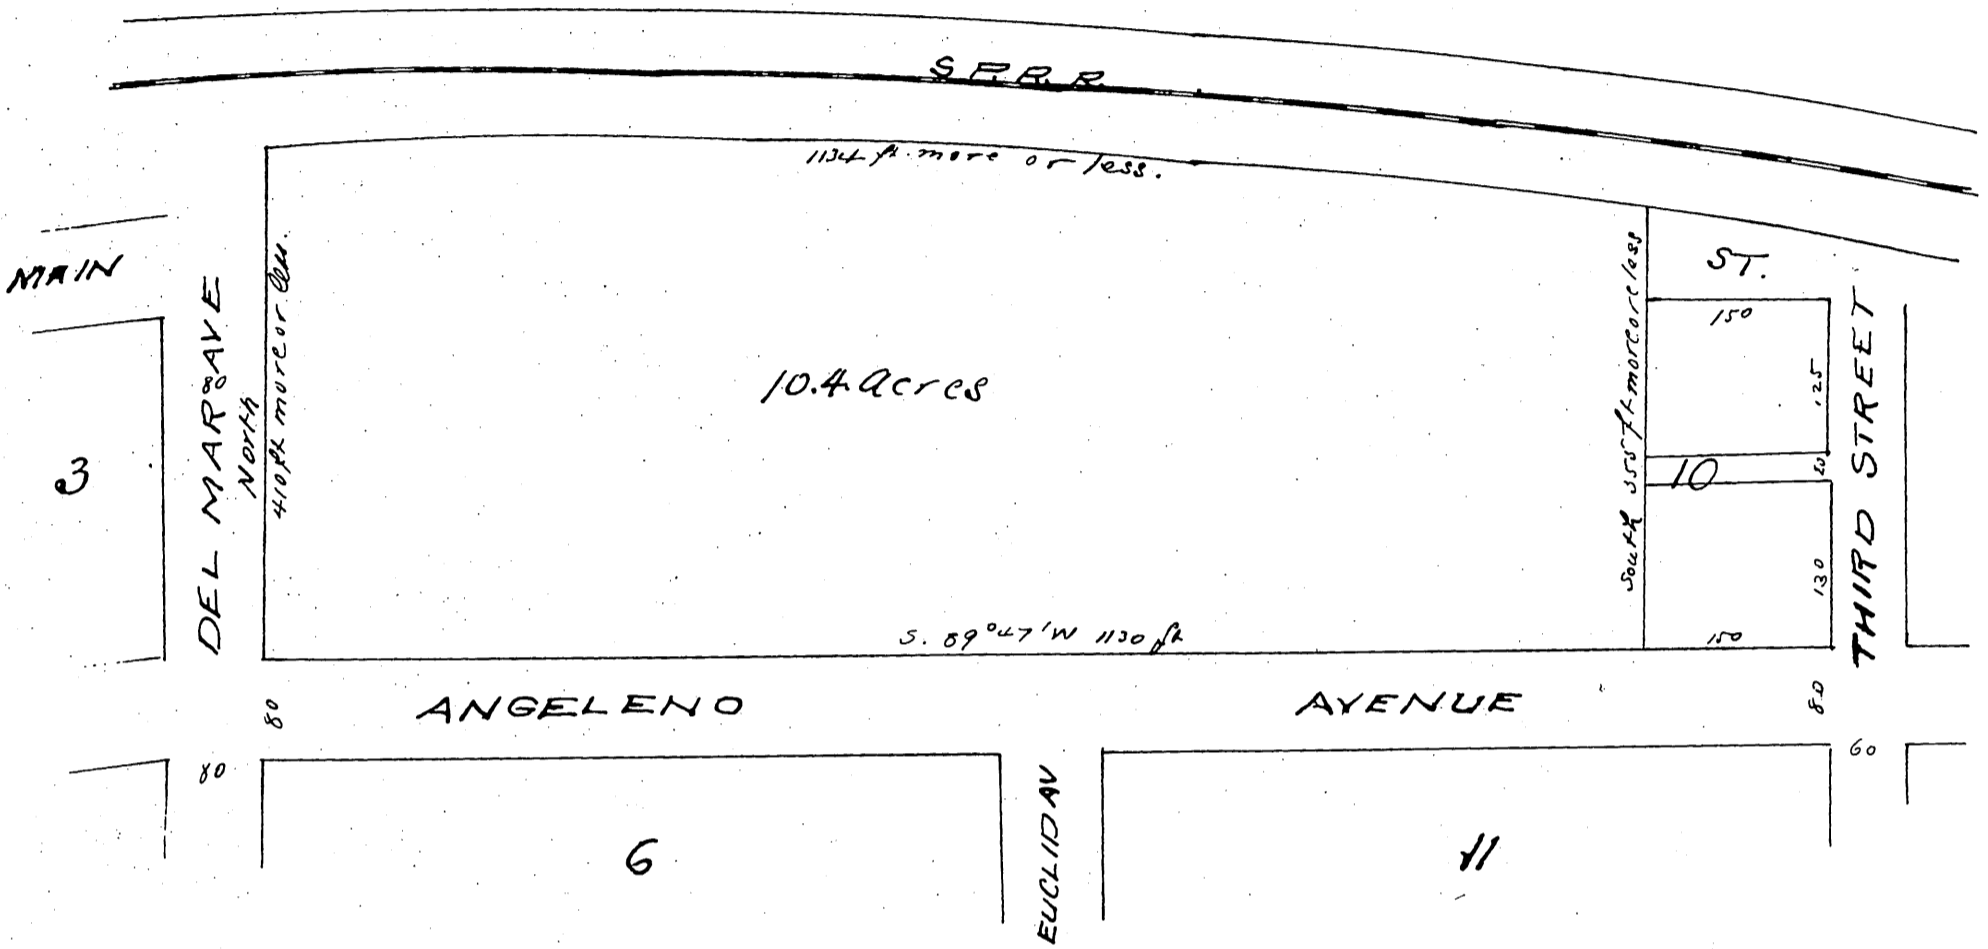 S.P.R.R.
1134 ft. more or less.
MAIN
ST.
DEL MAR AVE
80
North
410 ft more or less.
10.4 acres
South 355 ft more or less
150
125
20
10
130
150
THIRD STREET
3
S. 89°47'W 1130 ft
80
ANGELENO AVENUE
80
80
60
6
EUCLID AV
11